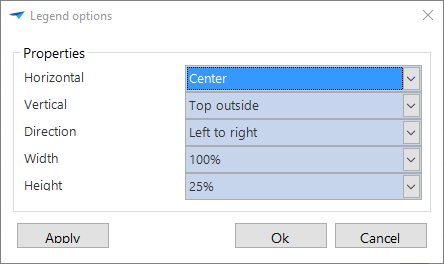 Legend options
Properties
Horizontal Center
Vertical Top outside
Direction Left to right
Width 100%
Height 25%
Apply Ok Cancel